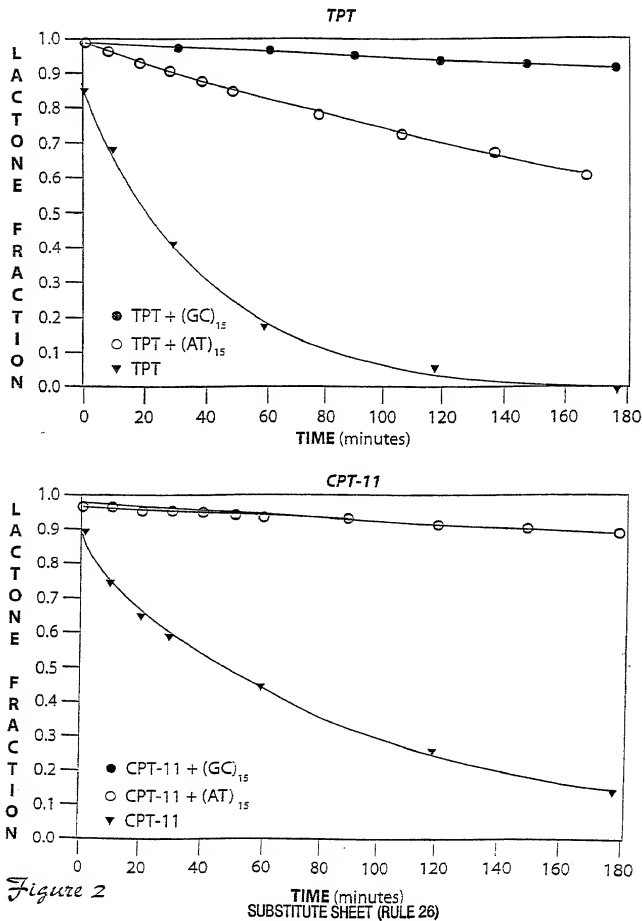 TPT
LACTONE FRACTION
1.0
0.9
0.8
0.7
0.6
0.5
0.4
0.3
0.2
0.1
0.0
● TPT ÷ (GC)15
○ TPT ÷ (AT)15
▼ TPT
0 20 40 60 80 100 120 140 160 180
TIME (minutes)
CPT-11
LACTONE FRACTION
1.0
0.9
0.8
0.7
0.6
0.5
0.4
0.3
0.2
0.1
0.0
● CPT-11 + (GC)15
○ CPT-11 + (AT)15
▼ CPT-11
0 20 40 60 80 100 120 140 160 180
Figure 2
TIME (minutes)
SUBSTITUTE SHEET (RULE 26)